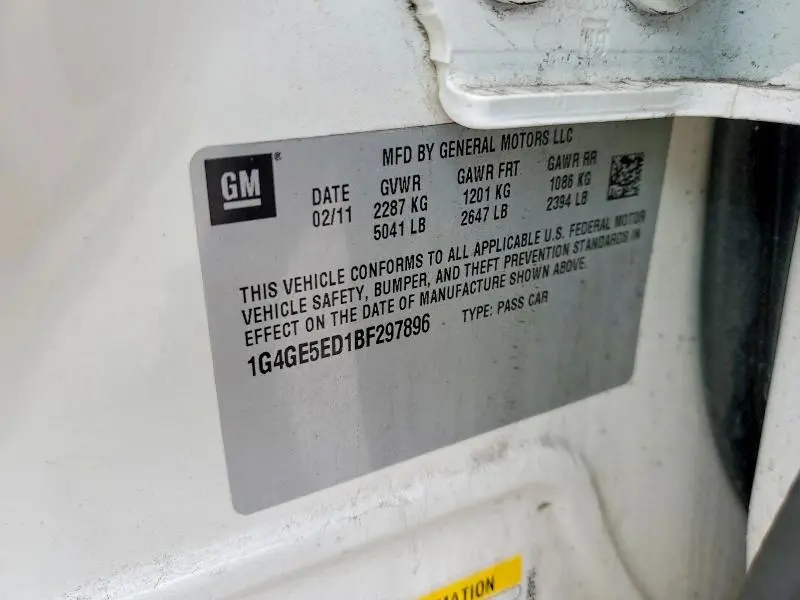 GM
®
MFD BY GENERAL MOTORS LLC
DATE GVWR GAWR FRT GAWR RR
02/11 2287 KG 1201 KG 1086 KG
5041 LB 2647 LB 2394 LB
THIS VEHICLE CONFORMS TO ALL APPLICABLE U.S. FEDERAL MOTOR
VEHICLE SAFETY, BUMPER, AND THEFT PREVENTION STANDARDS IN
EFFECT ON THE DATE OF MANUFACTURE SHOWN ABOVE.
1G4GE5ED1BF297896 TYPE: PASS CAR